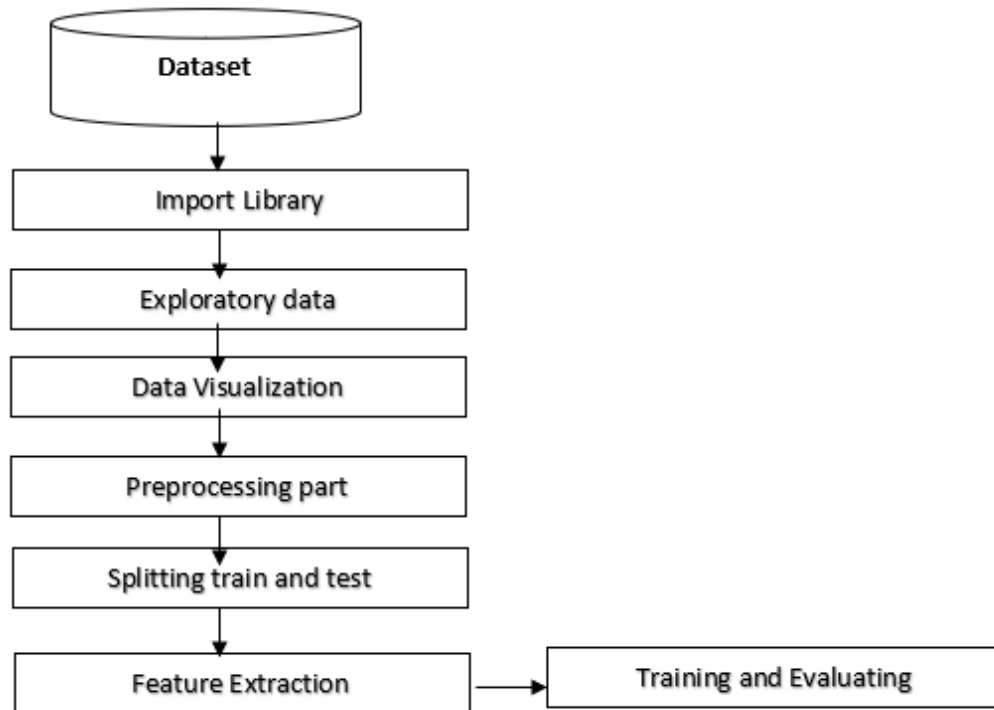 Dataset
Import Library
Exploratory data
Data Visualization
Preprocessing part
Splitting train and test
Feature Extraction
Training and Evaluating